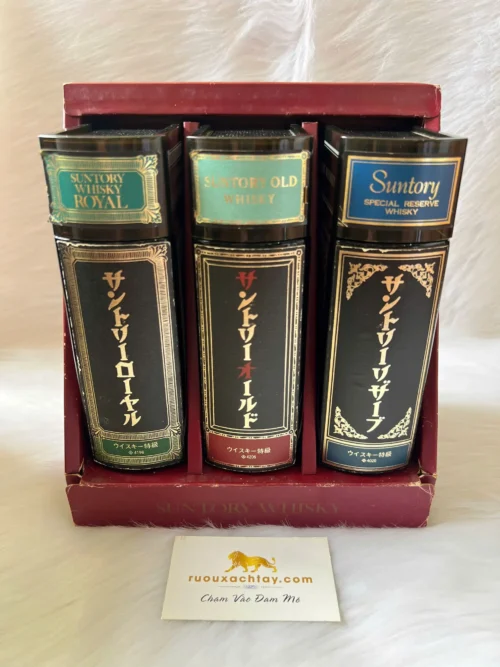 SUNTORY
WHISKY
ROYAL
サントリーローヤル
ウイスキー特級
SUNTORY OLD
WHISKY
サントリーオールド
ウイスキー特級
Suntory
SPECIAL RESERVE
WHISKY
サントリーリザーブ
ウイスキー特級
SUNTORY WHISKY
ruouxachtay.com
Chạm Vào Đam Mê